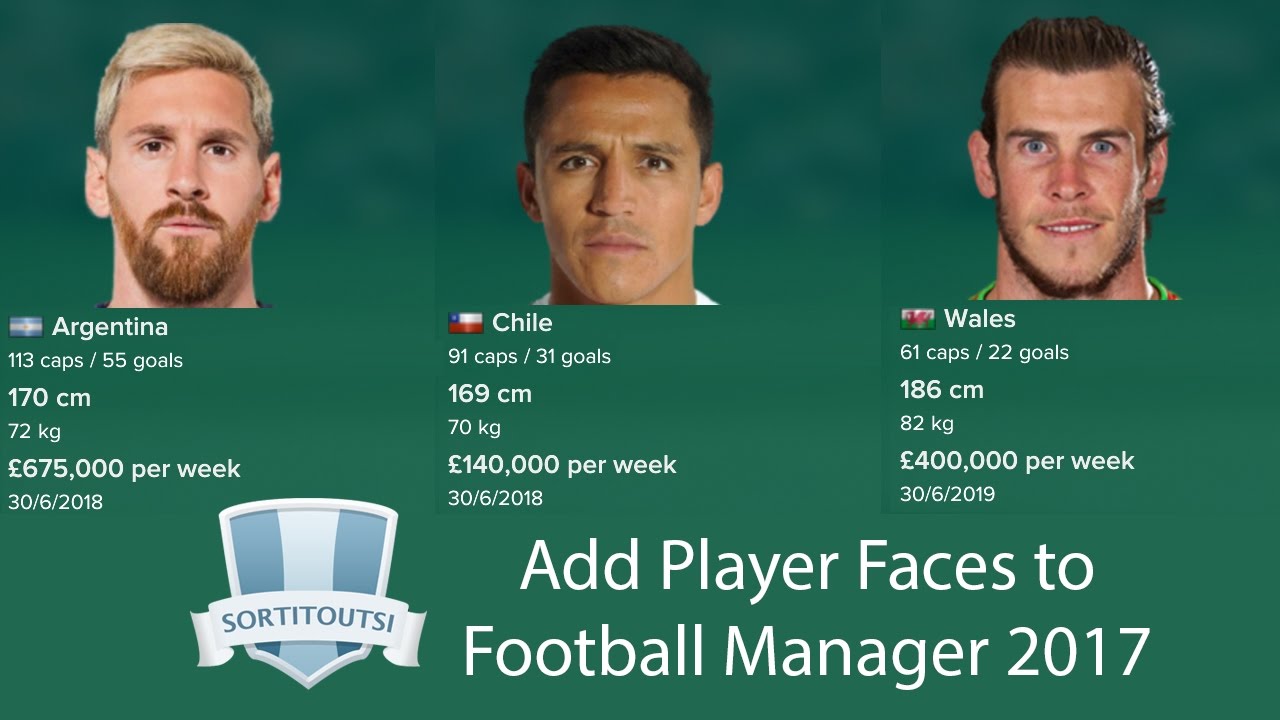 Argentina
113 caps / 55 goals
170 cm
72 kg
£675,000 per week
30/6/2018
Chile
91 caps / 31 goals
169 cm
70 kg
£140,000 per week
30/6/2018
Wales
61 caps / 22 goals
186 cm
82 kg
£400,000 per week
30/6/2019
SORTITOUTSI
Add Player Faces to
Football Manager 2017